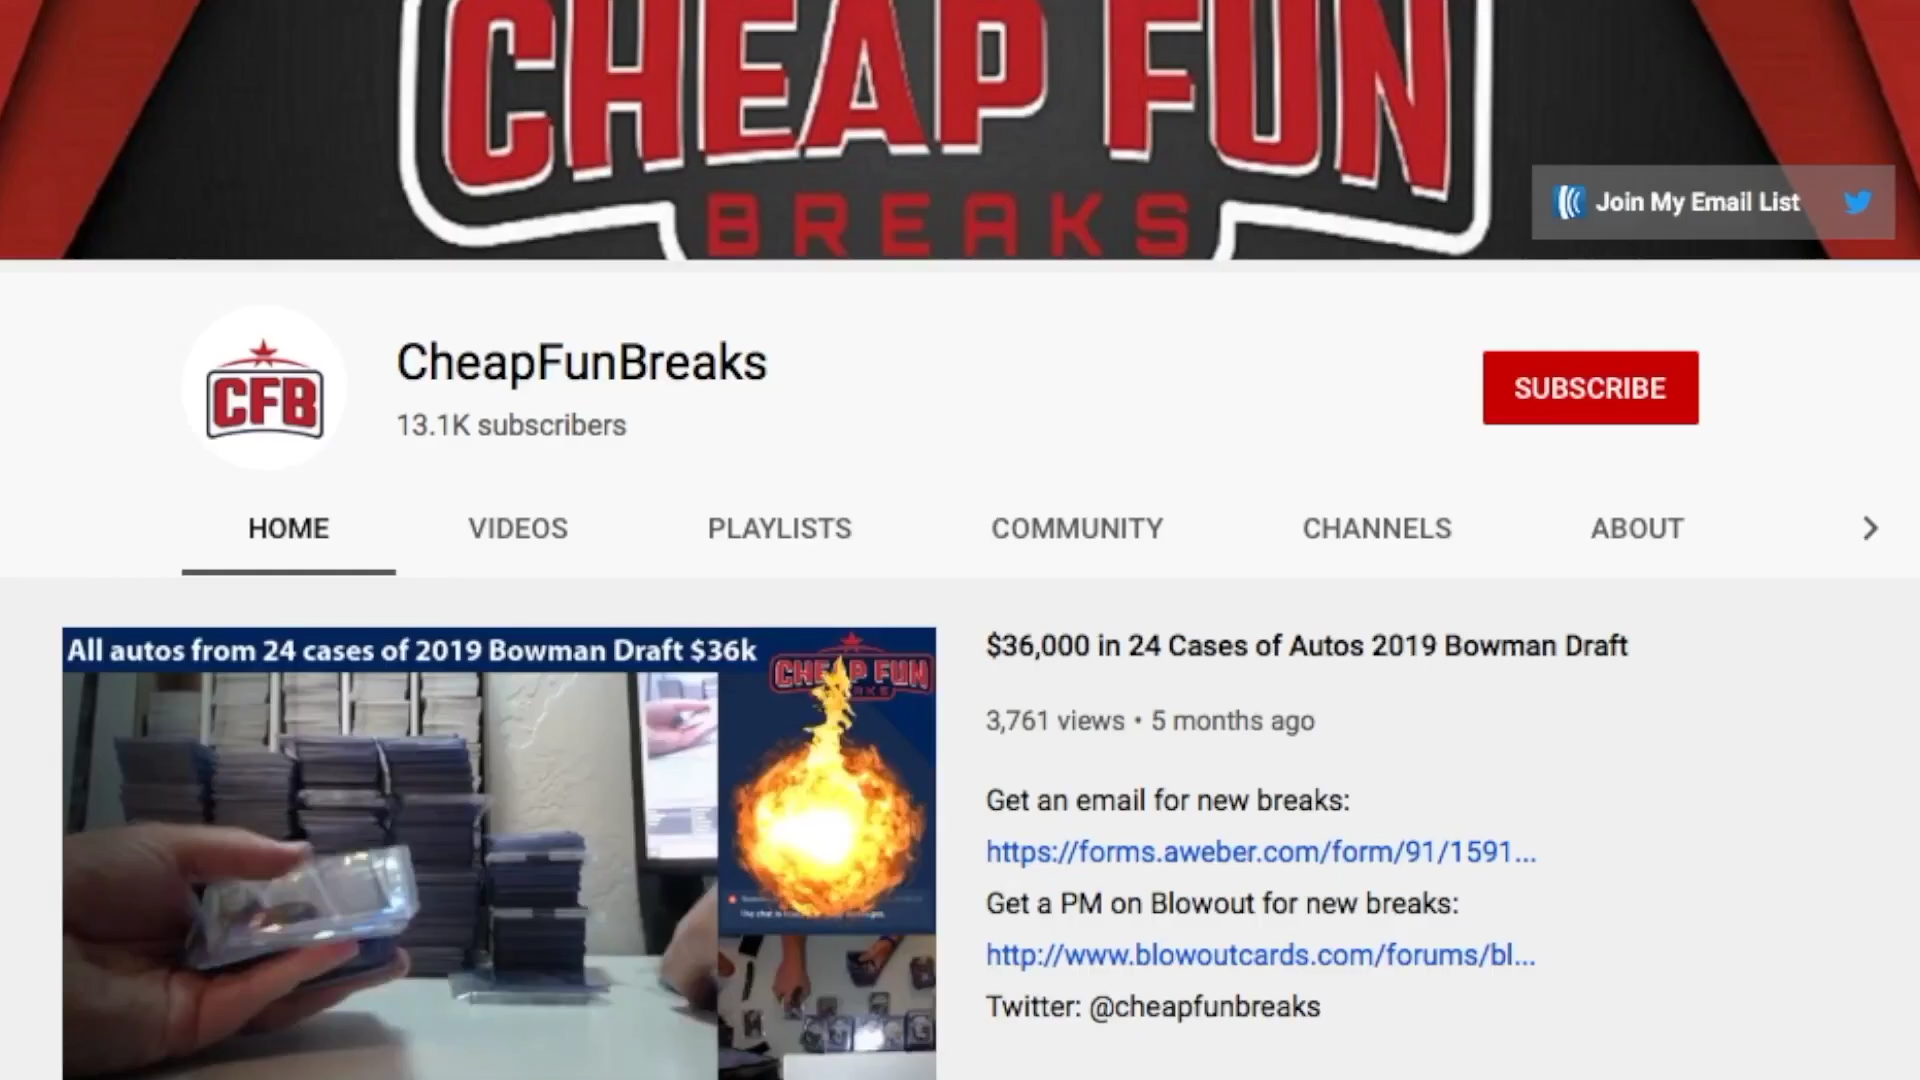 CHEAP FUN
BREAKS
Join My Email List
CFB
CheapFunBreaks
13.1K subscribers
SUBSCRIBE
HOME
VIDEOS
PLAYLISTS
COMMUNITY
CHANNELS
ABOUT
All autos from 24 cases of 2019 Bowman Draft $36k
CHEAP FUN
$36,000 in 24 Cases of Autos 2019 Bowman Draft
3,761 views • 5 months ago
Get an email for new breaks:
https://forms.aweber.com/form/91/1591...
Get a PM on Blowout for new breaks:
http://www.blowoutcards.com/forums/bl...
Twitter: @cheapfunbreaks